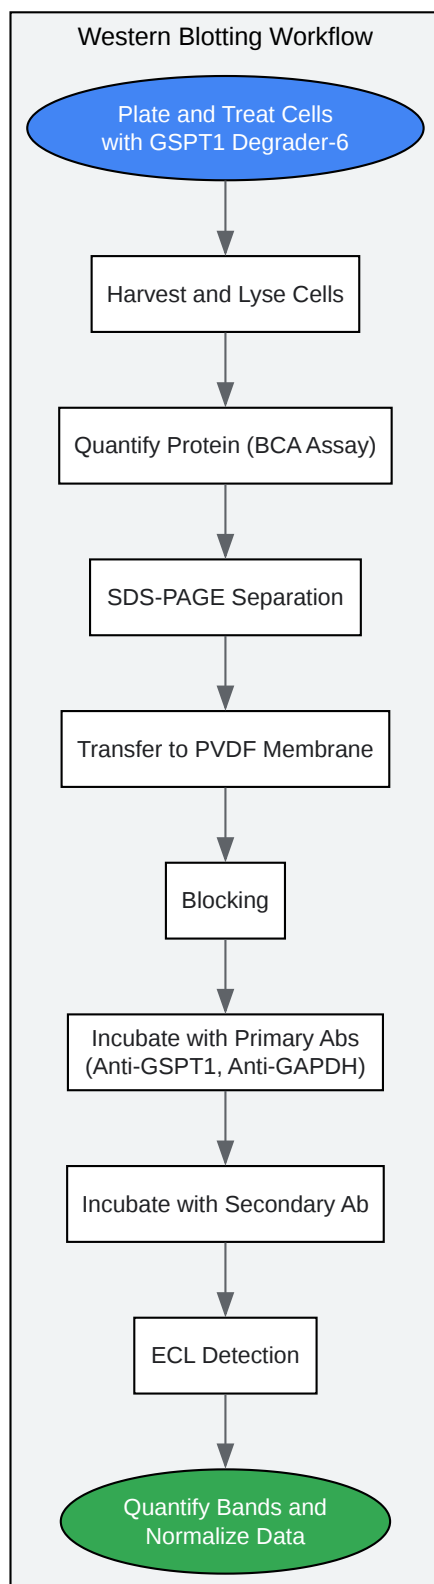 Western Blotting Workflow
Plate and Treat Cells
with GSPT1 Degrader-6
Harvest and Lyse Cells
Quantify Protein (BCA Assay)
SDS-PAGE Separation
Transfer to PVDF Membrane
Blocking
Incubate with Primary Abs
(Anti-GSPT1, Anti-GAPDH)
Incubate with Secondary Ab
ECL Detection
Quantify Bands and
Normalize Data